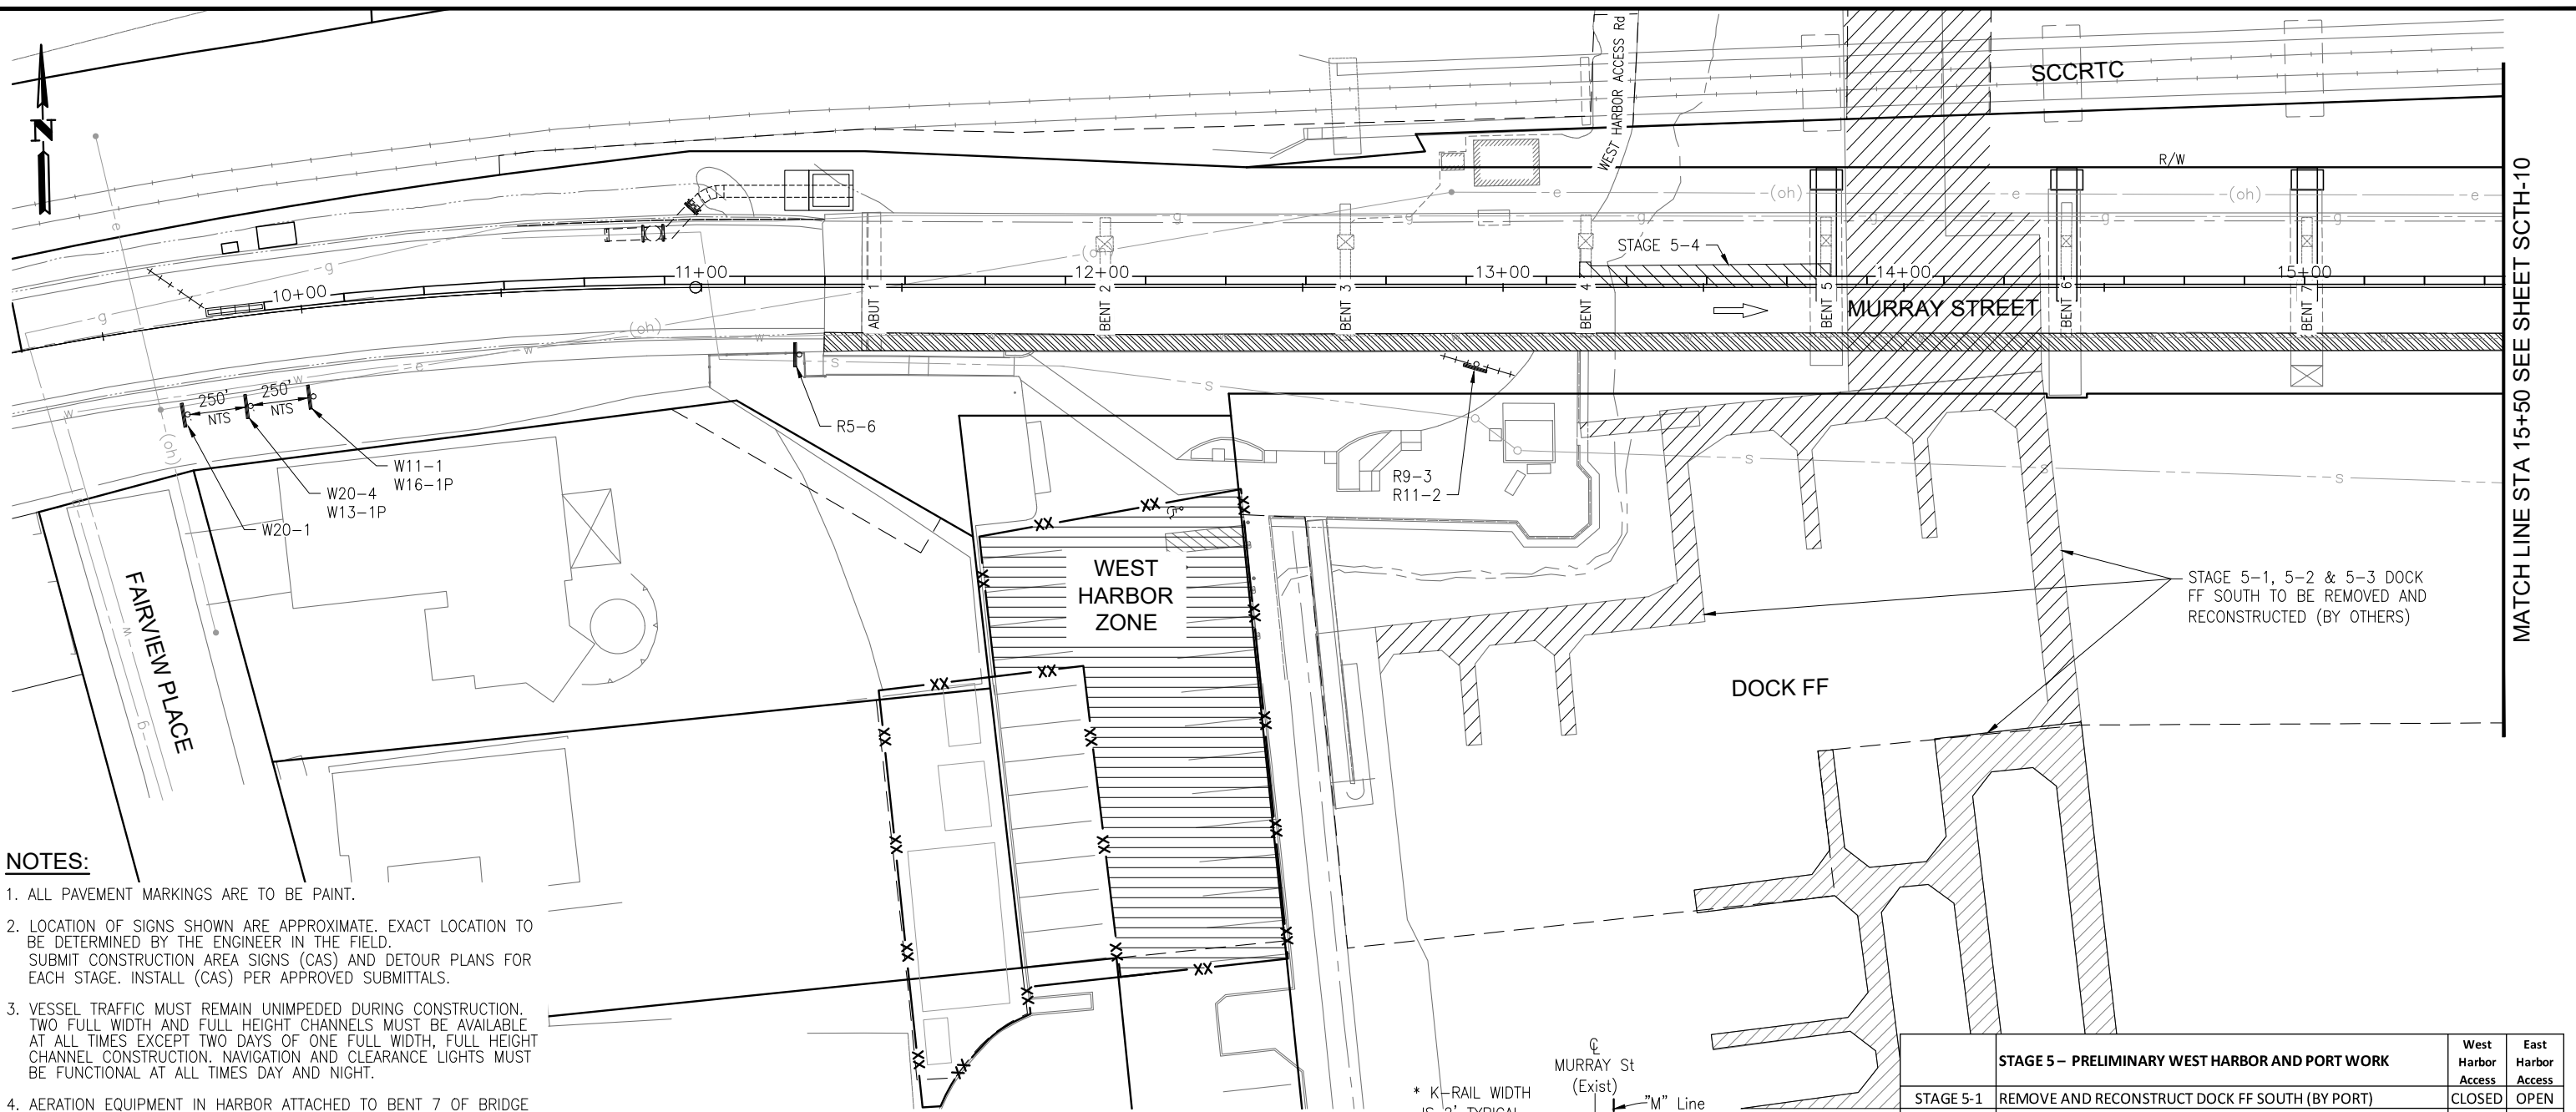 SCCRTC
WEST HARBOR ACCESS Rd
R/W
N
e
(oh)
e
(oh)
e
e
g
g
g
g
g
(oh)
STAGE 5-4
10+00
11+00
12+00
13+00
14+00
15+00
ABUT 1
BENT 2
BENT 3
BENT 4
BENT 5
BENT 6
BENT 7
MURRAY STREET
MATCH LINE STA 15+50 SEE SHEET SCTH-10
g
g
(oh)
w
w
e
w
w
s
s
s
s
s
s
250'
NTS
250'
NTS
(oh)
R5-6
W11-1
W16-1P
W20-4
W13-1P
W20-1
R9-3
R11-2
FAIRVIEW PLACE
w
g
WEST
HARBOR
ZONE
STAGE 5-1, 5-2 & 5-3 DOCK
FF SOUTH TO BE REMOVED AND
RECONSTRUCTED (BY OTHERS)
DOCK FF
NOTES:
1. ALL PAVEMENT MARKINGS ARE TO BE PAINT.
2. LOCATION OF SIGNS SHOWN ARE APPROXIMATE. EXACT LOCATION TO
BE DETERMINED BY THE ENGINEER IN THE FIELD.
SUBMIT CONSTRUCTION AREA SIGNS (CAS) AND DETOUR PLANS FOR
EACH STAGE. INSTALL (CAS) PER APPROVED SUBMITTALS.
3. VESSEL TRAFFIC MUST REMAIN UNIMPEDED DURING CONSTRUCTION.
TWO FULL WIDTH AND FULL HEIGHT CHANNELS MUST BE AVAILABLE
AT ALL TIMES EXCEPT TWO DAYS OF ONE FULL WIDTH, FULL HEIGHT
CHANNEL CONSTRUCTION. NAVIGATION AND CLEARANCE LIGHTS MUST
BE FUNCTIONAL AT ALL TIMES DAY AND NIGHT.
4. AERATION EQUIPMENT IN HARBOR ATTACHED TO BENT 7 OF BRIDGE
℄
MURRAY St
(Exist)
"M" Line
* K-RAIL WIDTH
IS 2' TYPICAL
STAGE 5 – PRELIMINARY WEST HARBOR AND PORT WORK
West Harbor Access
East Harbor Access
STAGE 5-1 REMOVE AND RECONSTRUCT DOCK FF SOUTH (BY PORT) CLOSED OPEN